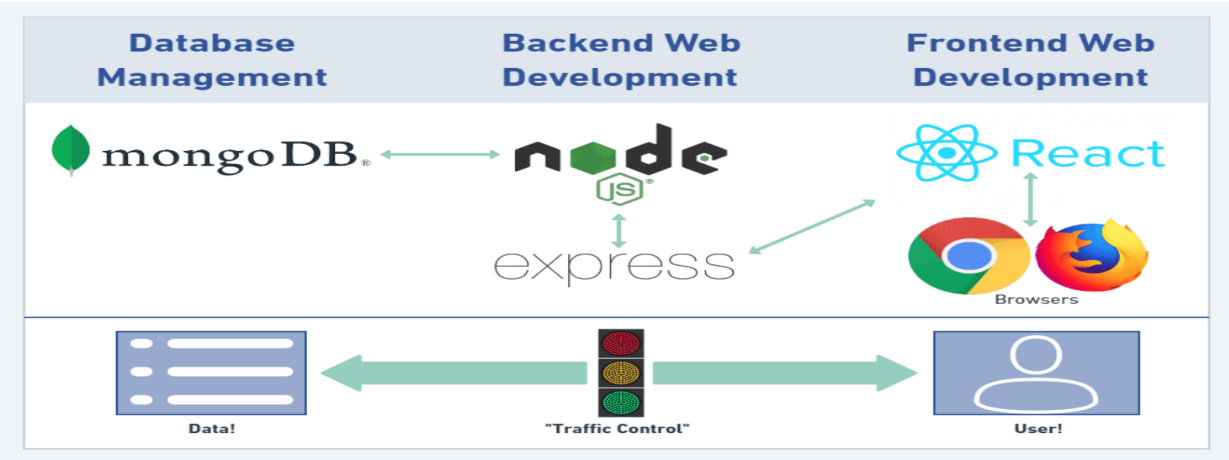 Database
Management
Backend Web
Development
Frontend Web
Development
mongoDB®
node
JS®
express
React
Browsers
Data!
"Traffic Control"
User!